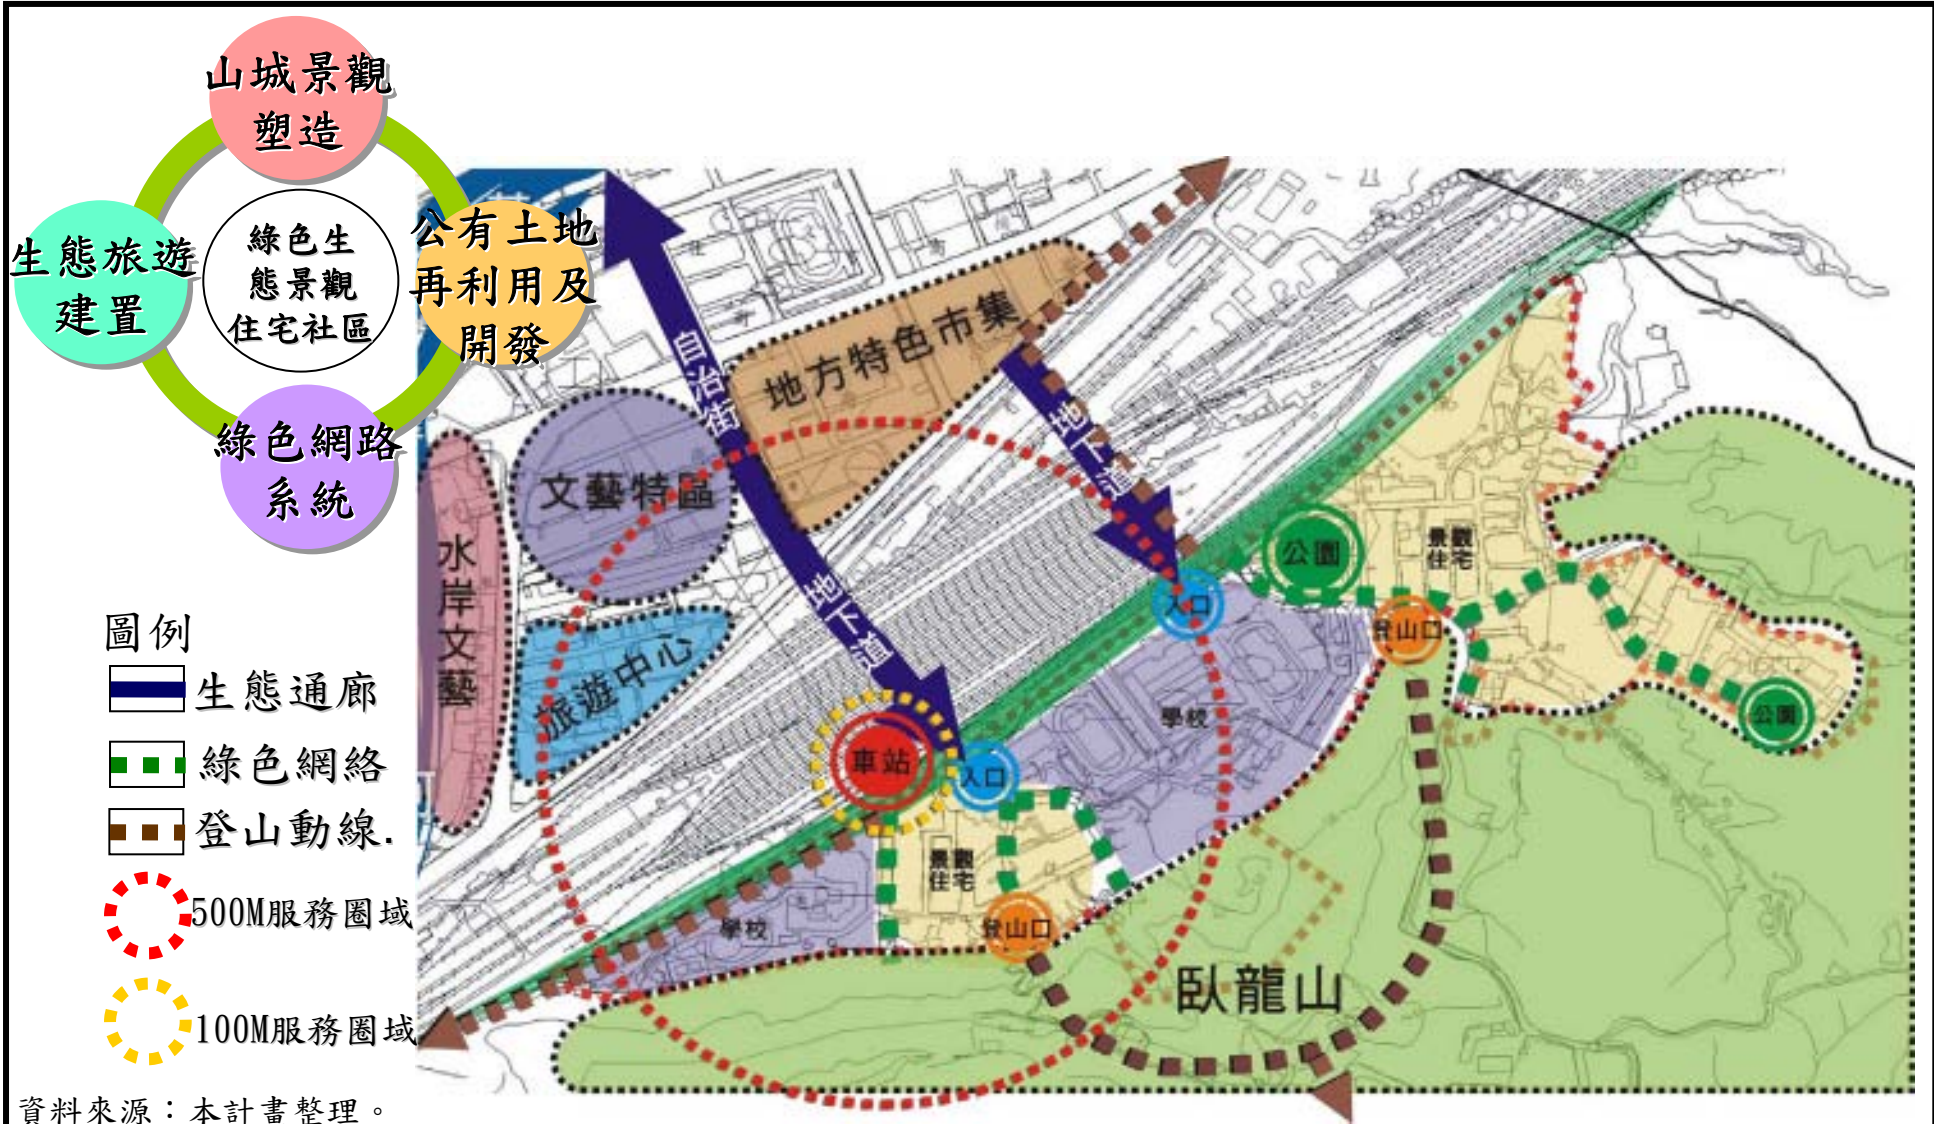 山城景觀
塑造
生態旅遊
建置
綠色生
態景觀
住宅社區
公有土地
再利用及
開發
綠色網路
系統
自治街
地下道
地方特色市集
地下道
文藝特區
水岸文藝
旅遊中心
公園
景觀
住宅
入口
登山口
學校
公園
車站
入口
景觀
住宅
學校
登山口
臥龍山
圖例
生態通廊
綠色網絡
登山動線.
500M服務圈域
100M服務圈域
資料來源：本計畫整理。